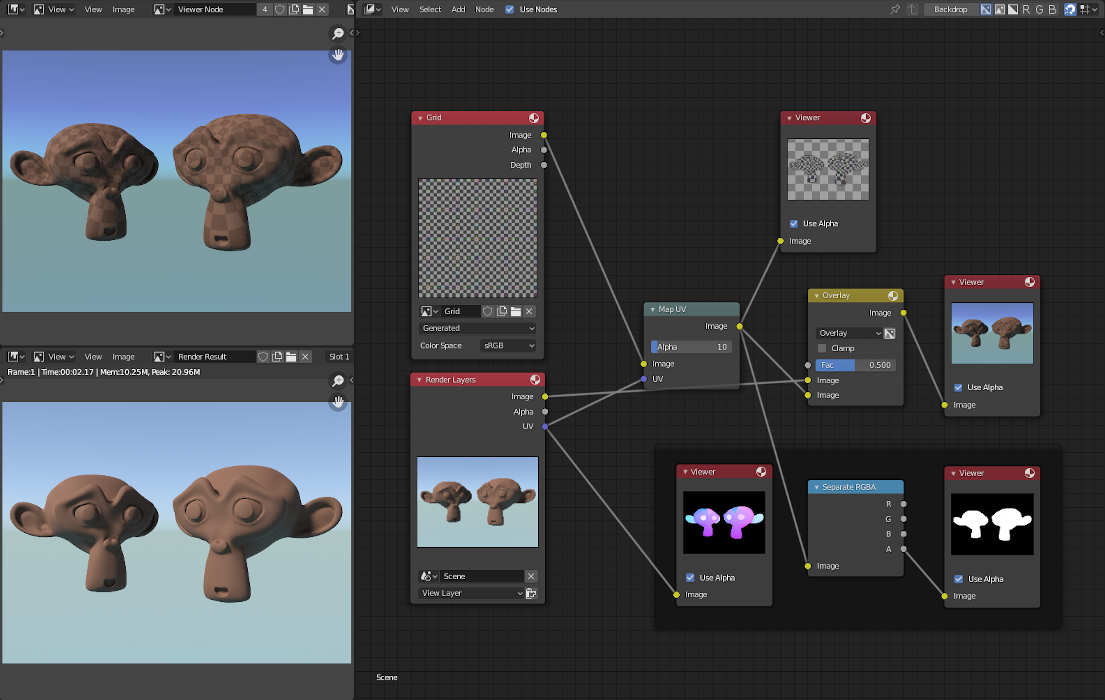 View
View
Image
Viewer Node
4
View
Select
Add
Node
Use Nodes
Backdrop
R G B
View
View
Image
Render Result
Slot 1
Frame:1 | Time:00:02.17 | Mem:10.25M, Peak: 20.96M
Grid
Image
Alpha
Depth
Grid
Generated
Color Space
sRGB
Render Layers
Image
Alpha
UV
Scene
View Layer
Map UV
Image
Alpha 10
Image
UV
Viewer
Use Alpha
Image
Overlay
Image
Overlay
Clamp
Fac 0.500
Image
Image
Viewer
Use Alpha
Image
Viewer
Use Alpha
Image
Separate RGBA
R
G
B
A
Image
Viewer
Use Alpha
Image
Scene